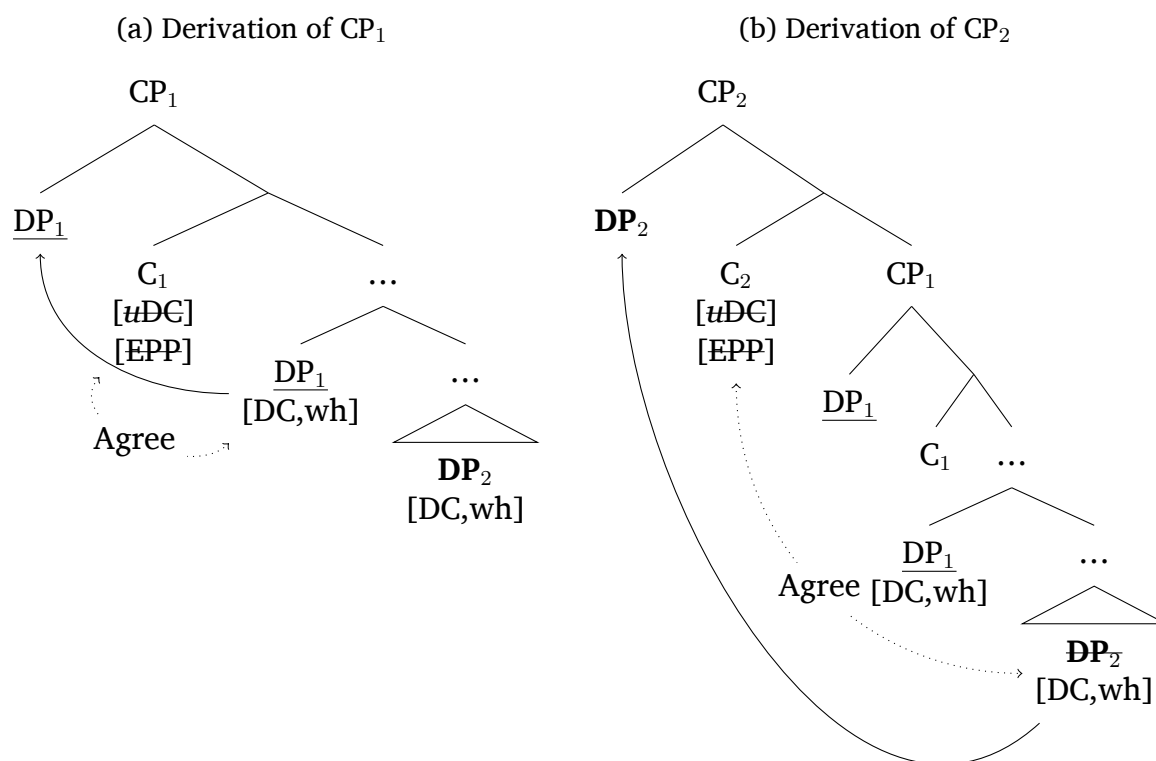 (a) Derivation of CP₁
CP₁
DP₁
C₁
[uDC]
[EPP]
...
DP₁
[DC,wh]
...
Agree
DP₂
[DC,wh]
(b) Derivation of CP₂
CP₂
DP₂
C₂
[uDC]
[EPP]
CP₁
DP₁
C₁
...
DP₁
[DC,wh]
...
Agree
DP₂
[DC,wh]